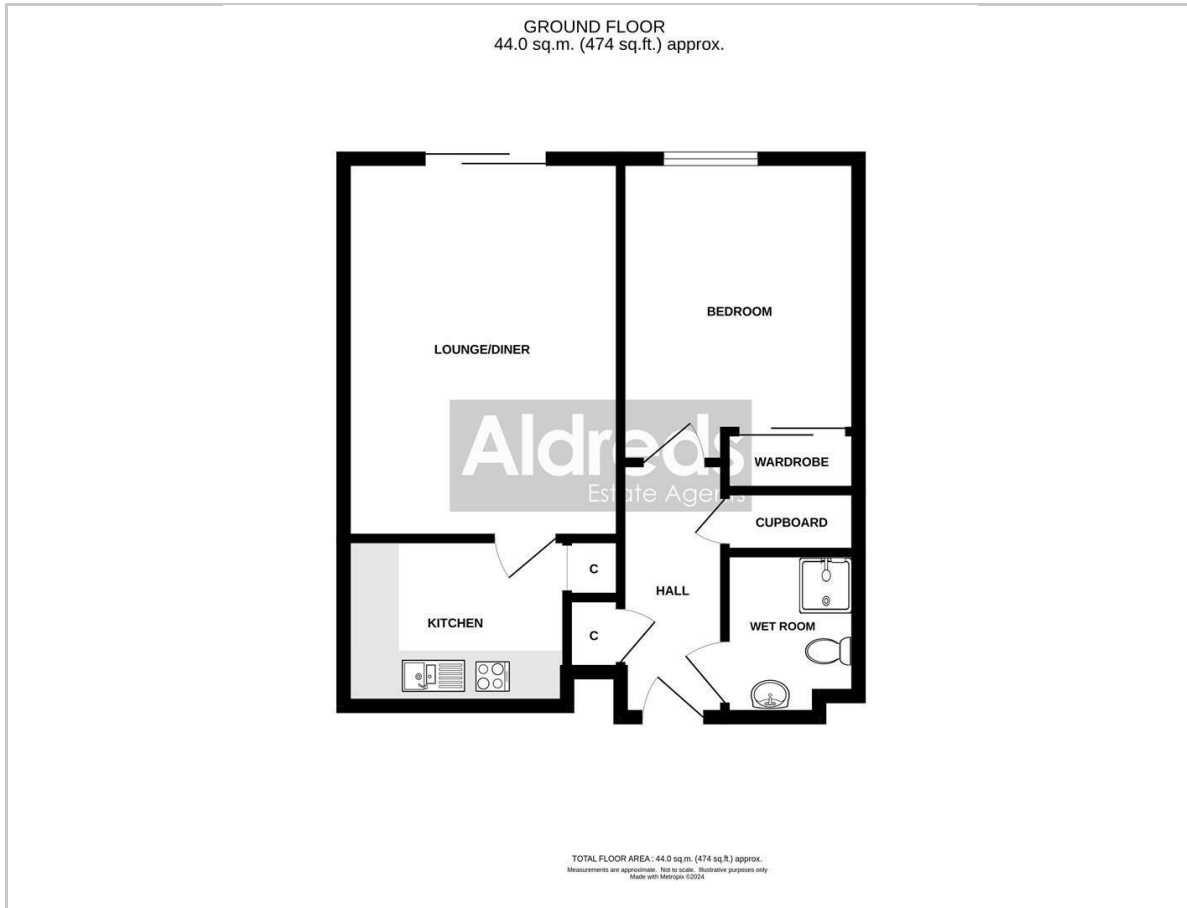 GROUND FLOOR
44.0 sq.m. (474 sq.ft.) approx.
BEDROOM
LOUNGE/DINER
Aldreds
Estate Agents
WARDROBE
CUPBOARD
C
HALL
KITCHEN
WET ROOM
C
TOTAL FLOOR AREA : 44.0 sq.m. (474 sq.ft.) approx.
Measurements are approximate. Not to scale. Illustrative purposes only
Made with Metropix ©2024